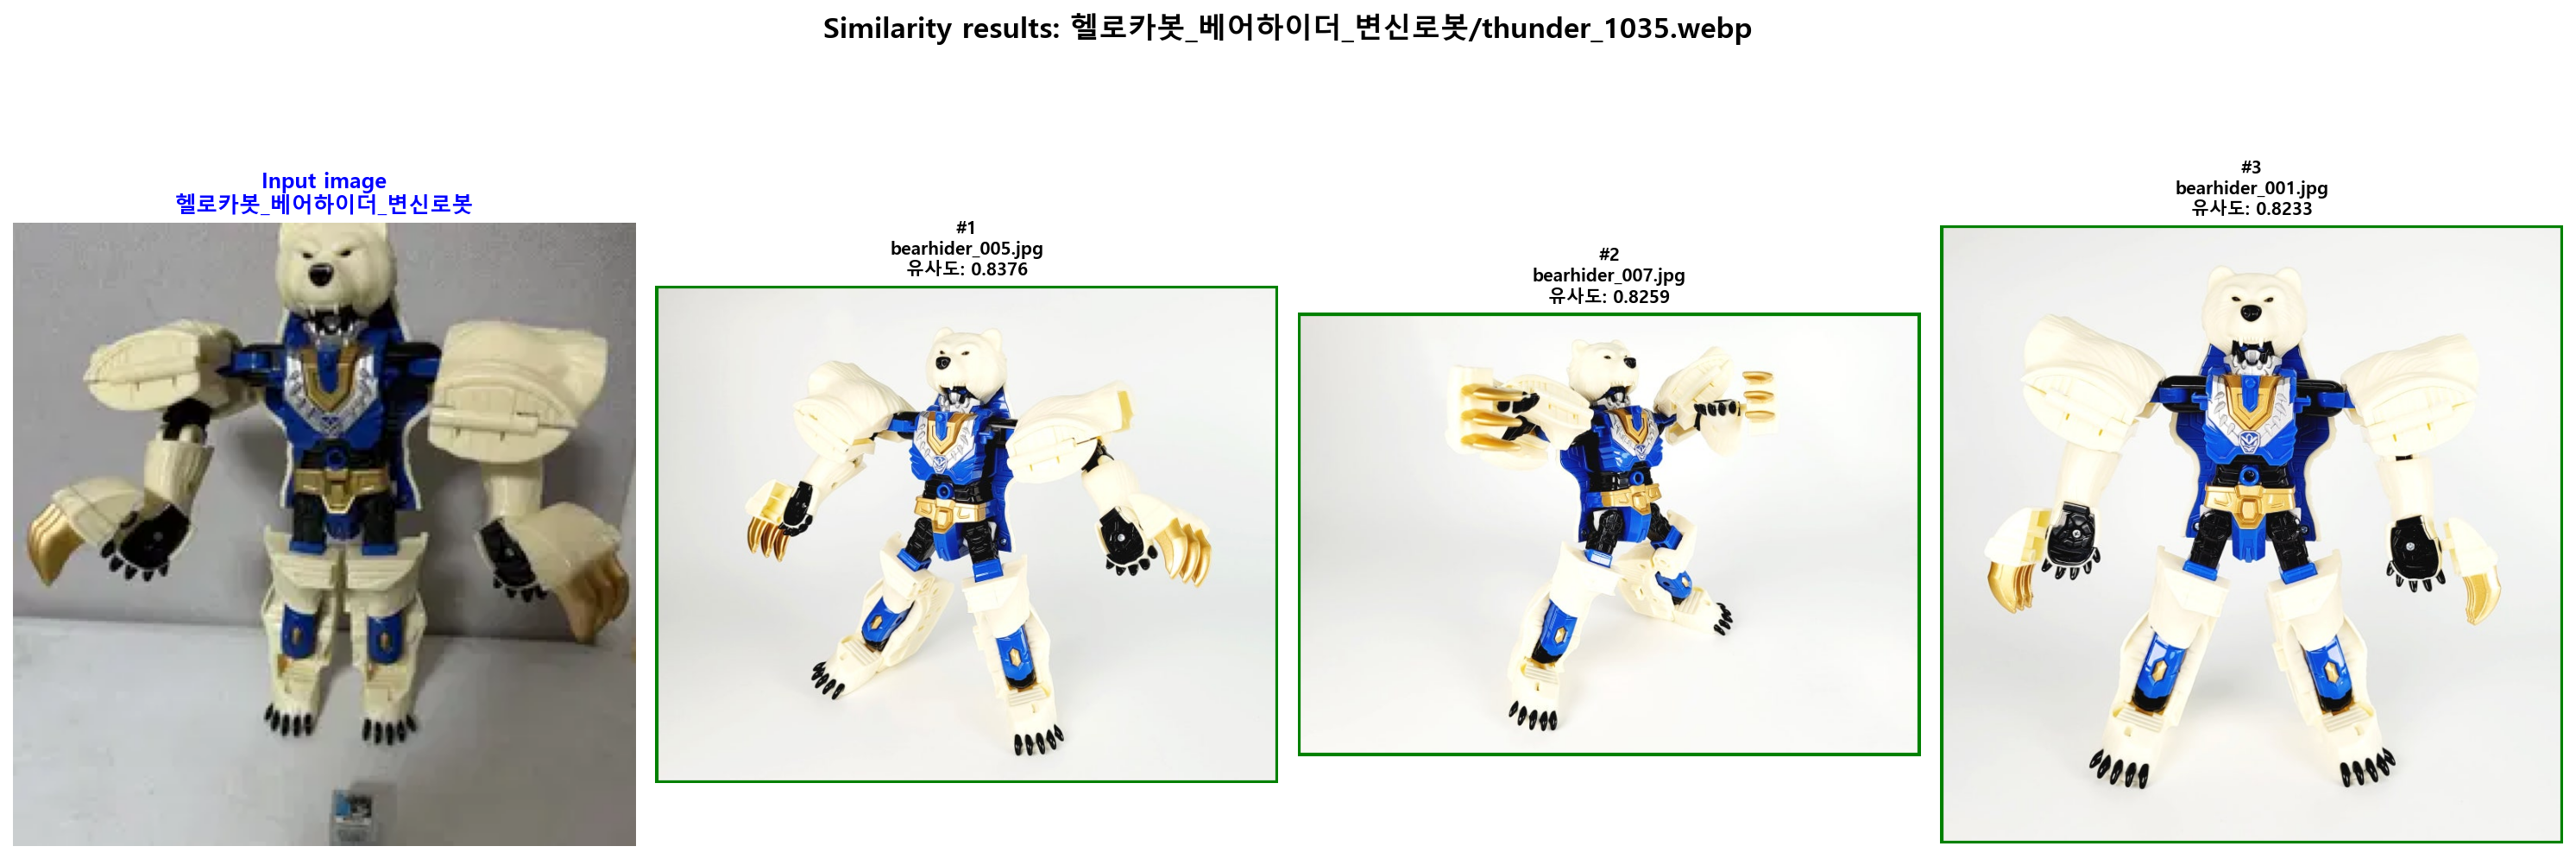 Similarity results: 헬로카봇_베어하이더_변신로봇/thunder_1035.webp
Input image
헬로카봇_베어하이더_변신로봇
#1
bearhider_005.jpg
유사도: 0.8376
#2
bearhider_007.jpg
유사도: 0.8259
#3
bearhider_001.jpg
유사도: 0.8233